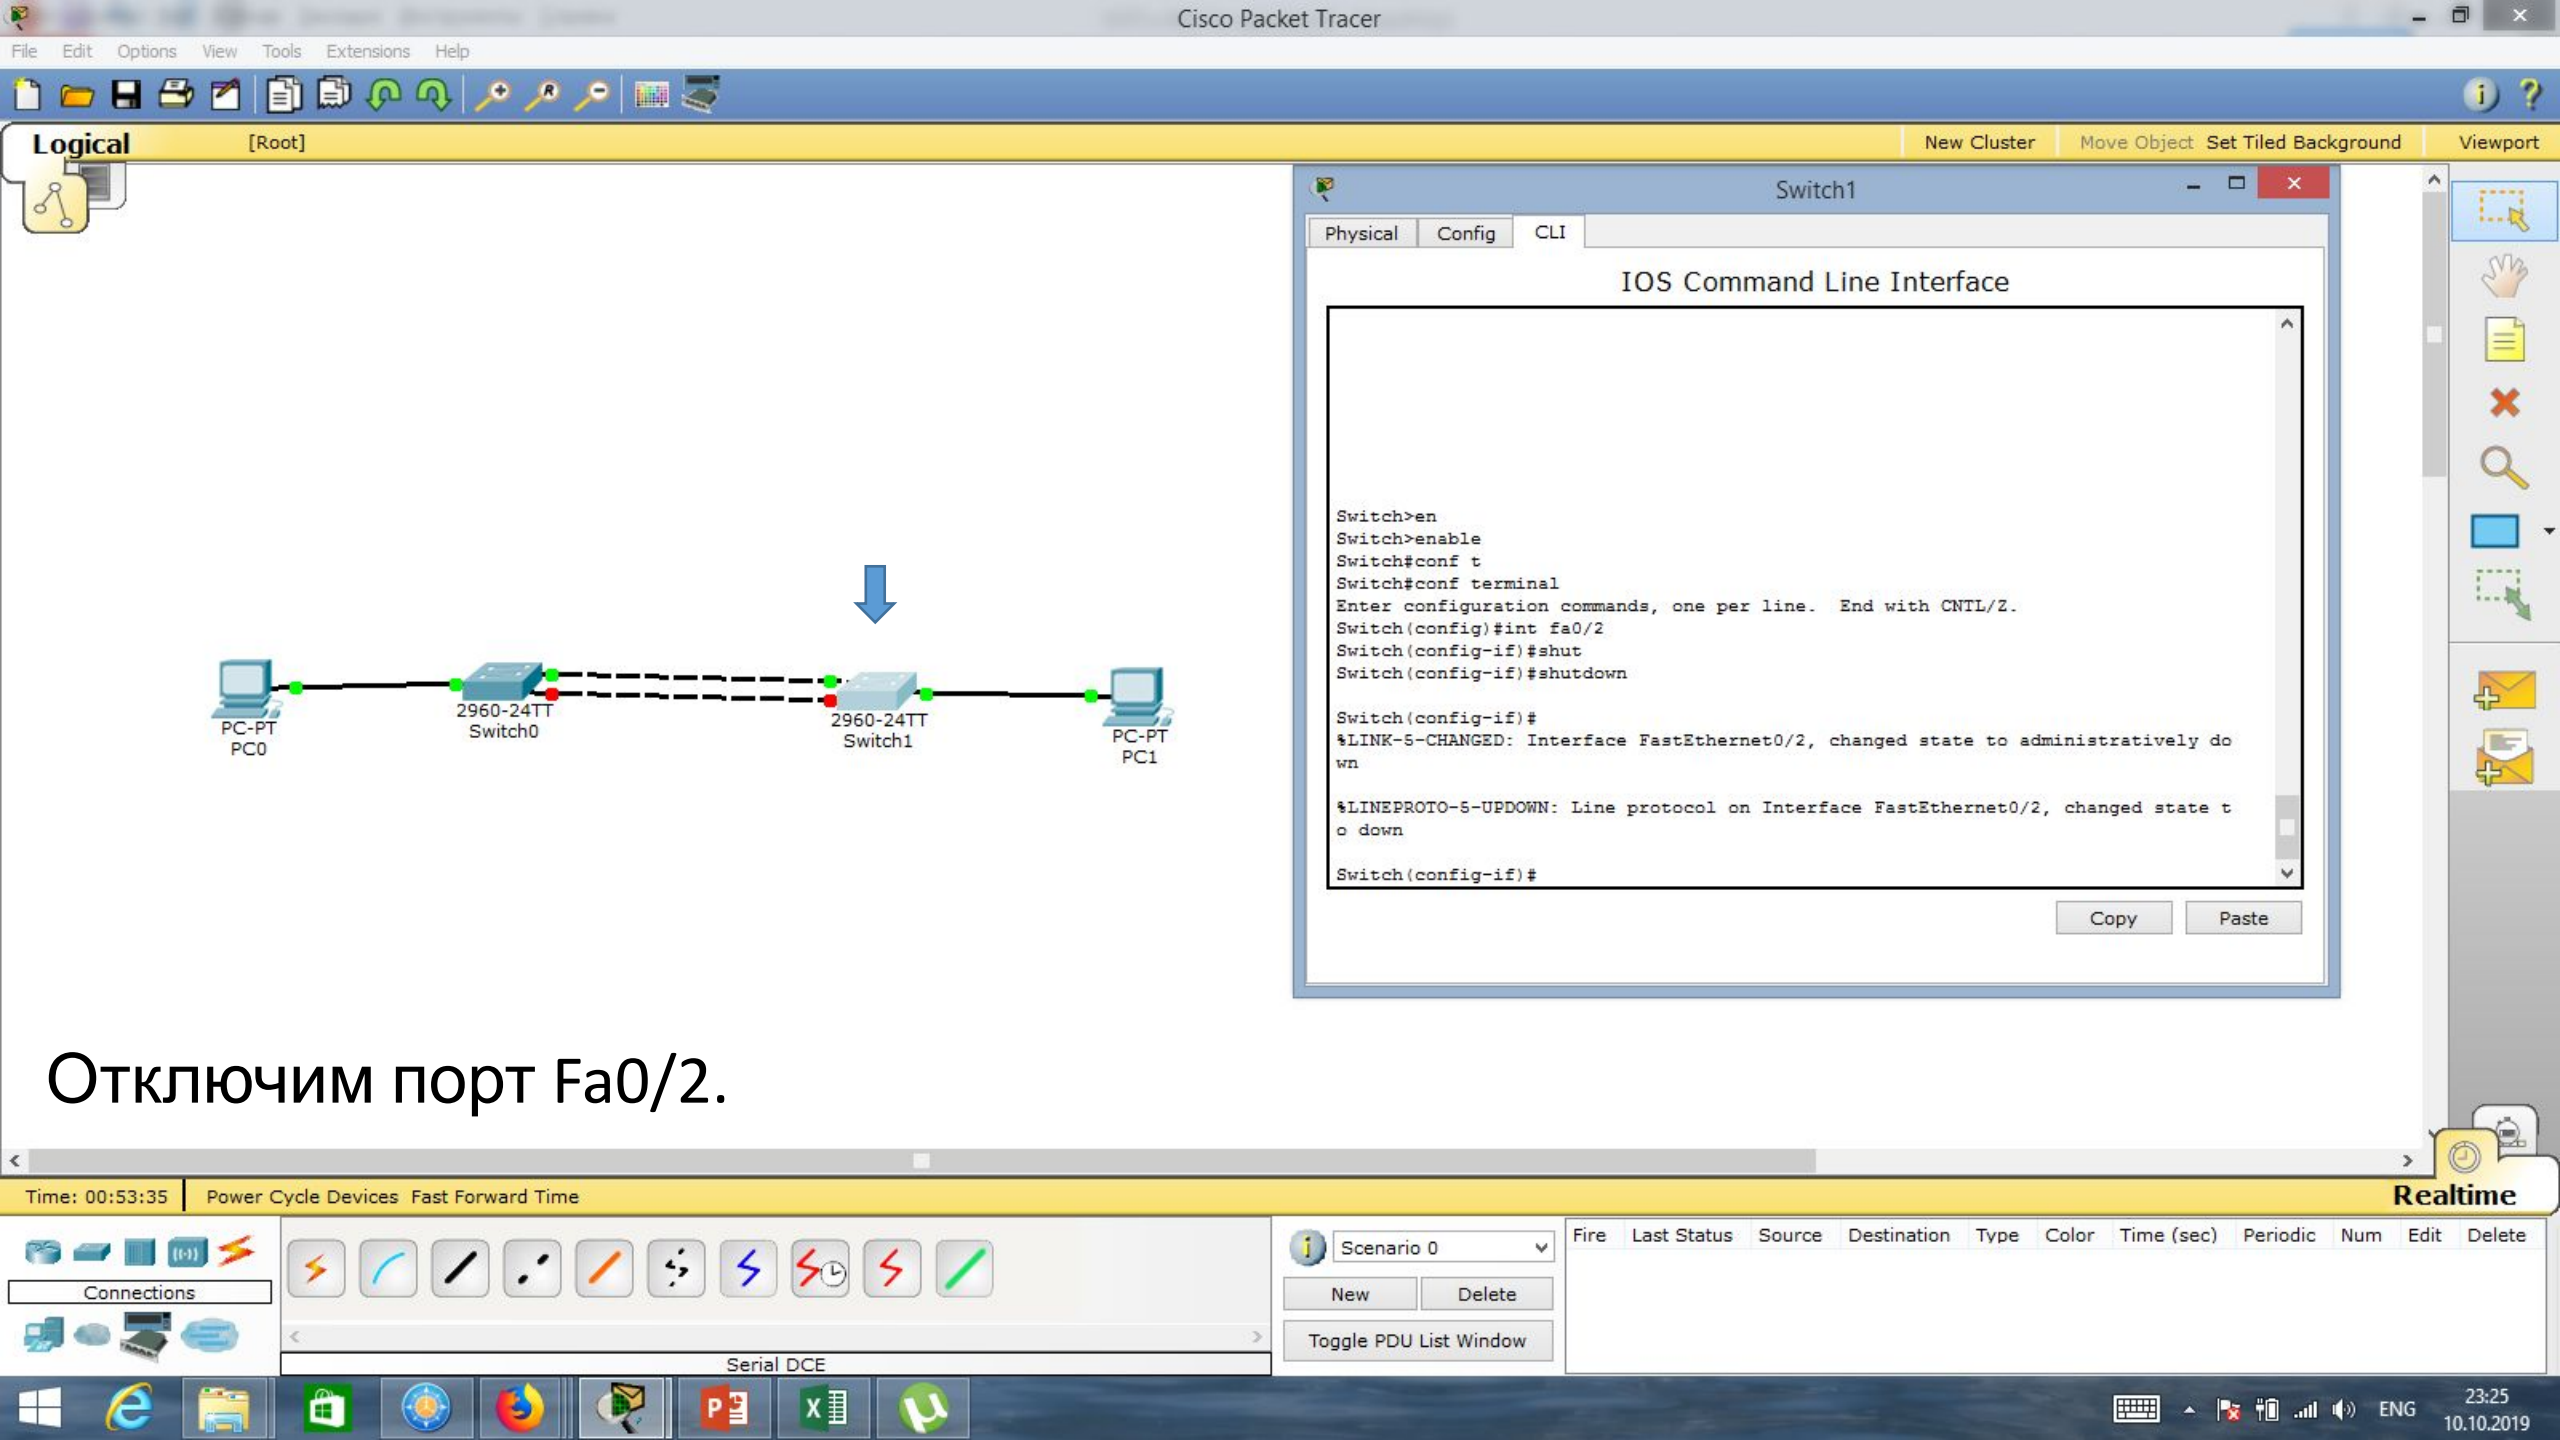 Cisco Packet Tracer
File Edit Options View Tools Extensions Help
Logical [Root] New Cluster Move Object Set Tiled Background Viewport
Switch1
Physical Config CLI
IOS Command Line Interface
Switch>en
Switch>enable
Switch#conf t
Switch#conf terminal
Enter configuration commands, one per line.  End with CNTL/Z.
Switch(config)#int fa0/2
Switch(config-if)#shut
Switch(config-if)#shutdown
Switch(config-if)#
%LINK-5-CHANGED: Interface FastEthernet0/2, changed state to administratively do
wn
%LINEPROTO-5-UPDOWN: Line protocol on Interface FastEthernet0/2, changed state t
o down
Switch(config-if)#
Copy Paste
PC-PT
PC0
2960-24TT
Switch0
2960-24TT
Switch1
PC-PT
PC1
Отключим порт Fa0/2.
Time: 00:53:35 Power Cycle Devices Fast Forward Time Realtime
Connections
Serial DCE
Scenario 0
New Delete
Toggle PDU List Window
Fire Last Status Source Destination Type Color Time (sec) Periodic Num Edit Delete
ENG
23:25
10.10.2019